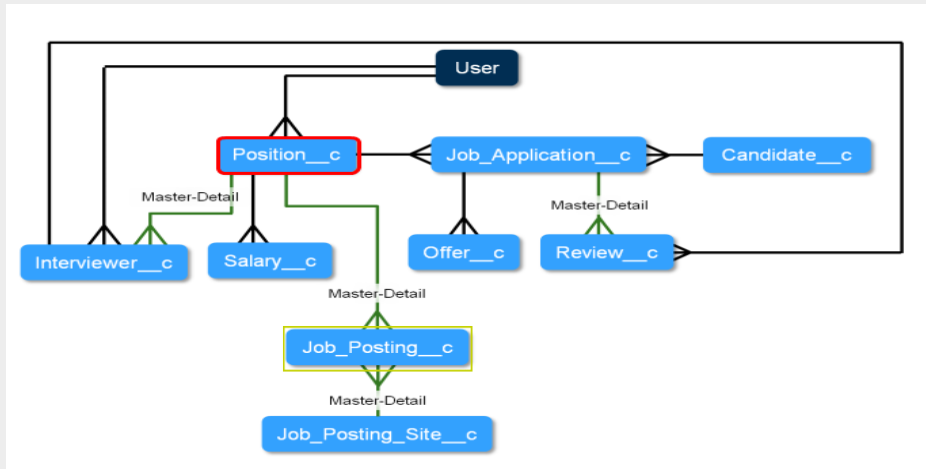 User
Position__c
Job_Application__c
Candidate__c
Master-Detail
Master-Detail
Interviewer__c
Salary__c
Offer__c
Review__c
Master-Detail
Job_Posting__c
Master-Detail
Job_Posting_Site__c